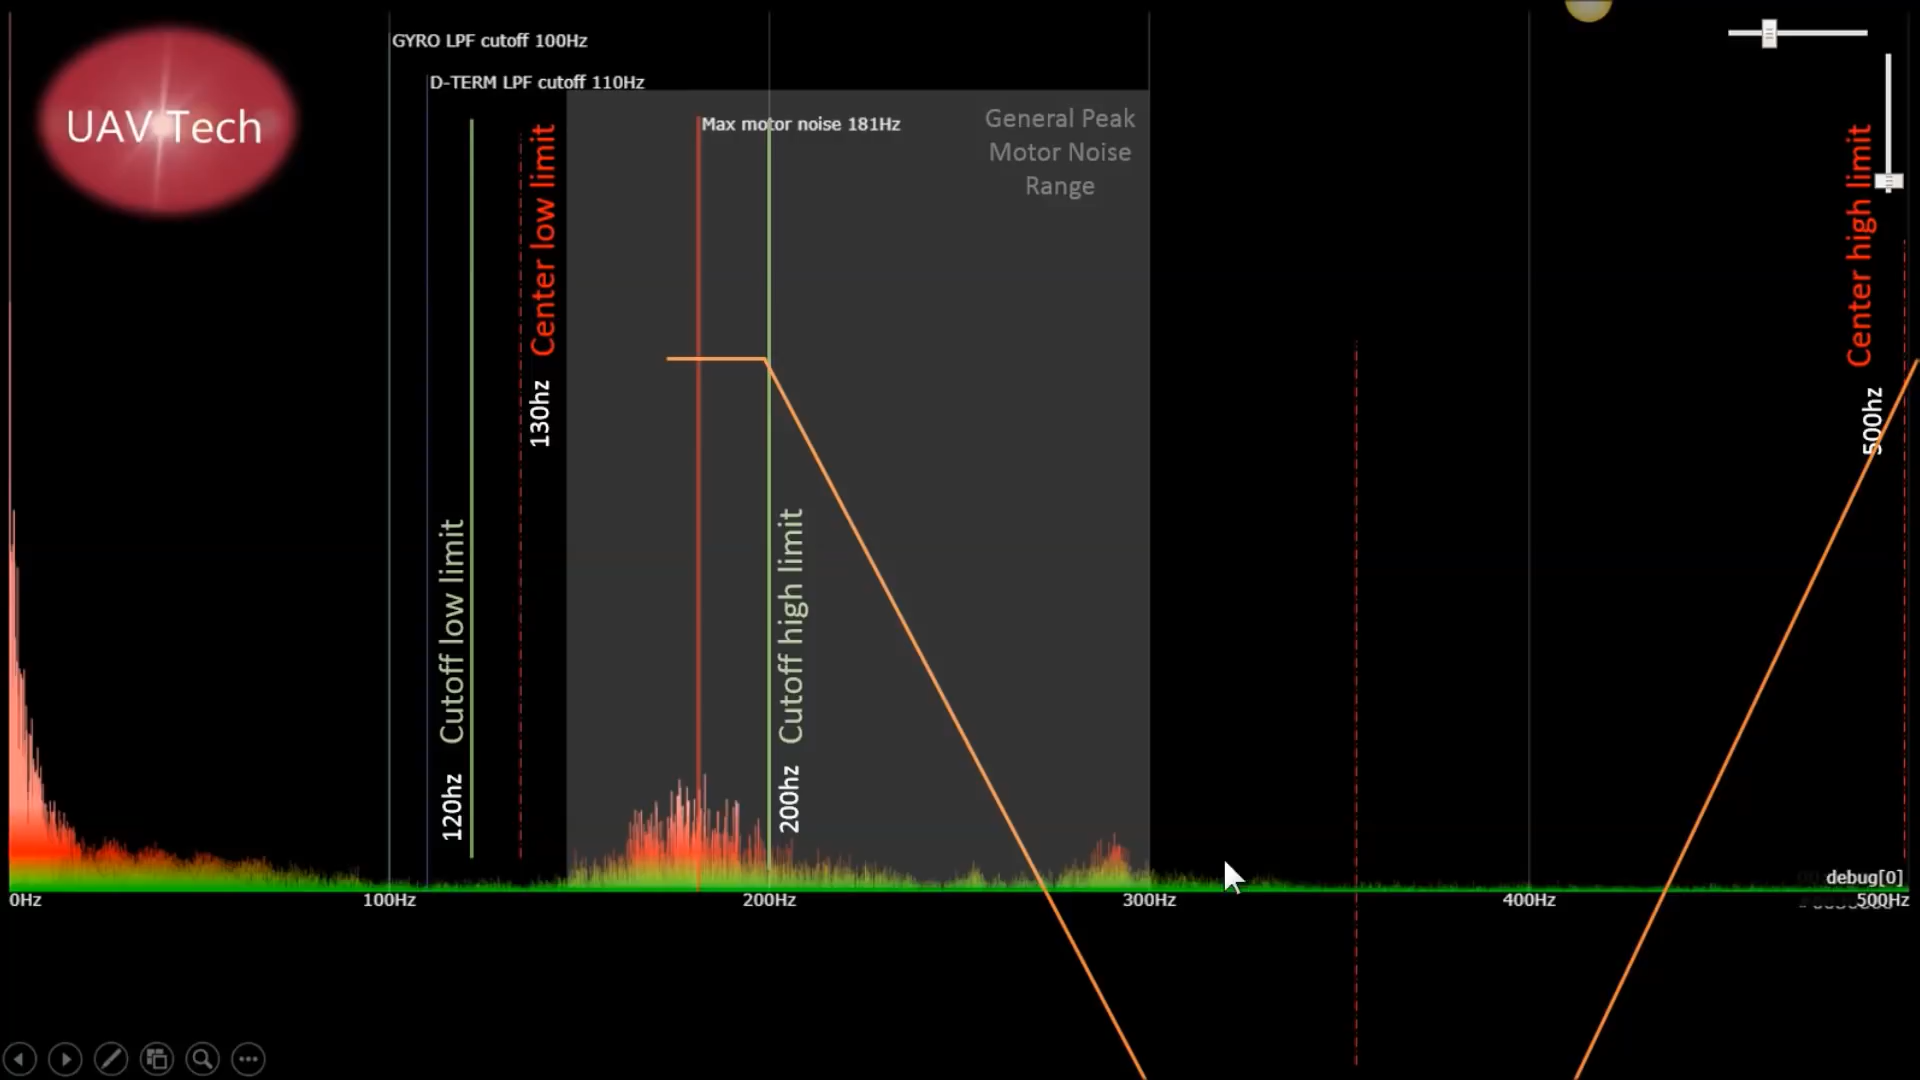 GYRO LPF cutoff 100Hz
D-TERM LPF cutoff 110Hz
UAV Tech
Max motor noise 181Hz
General Peak
Motor Noise
Range
Center low limit
130hz
Cutoff low limit
120hz
Cutoff high limit
200hz
Center high limit
500hz
debug[0]
0Hz
100Hz
200Hz
300Hz
400Hz
500Hz